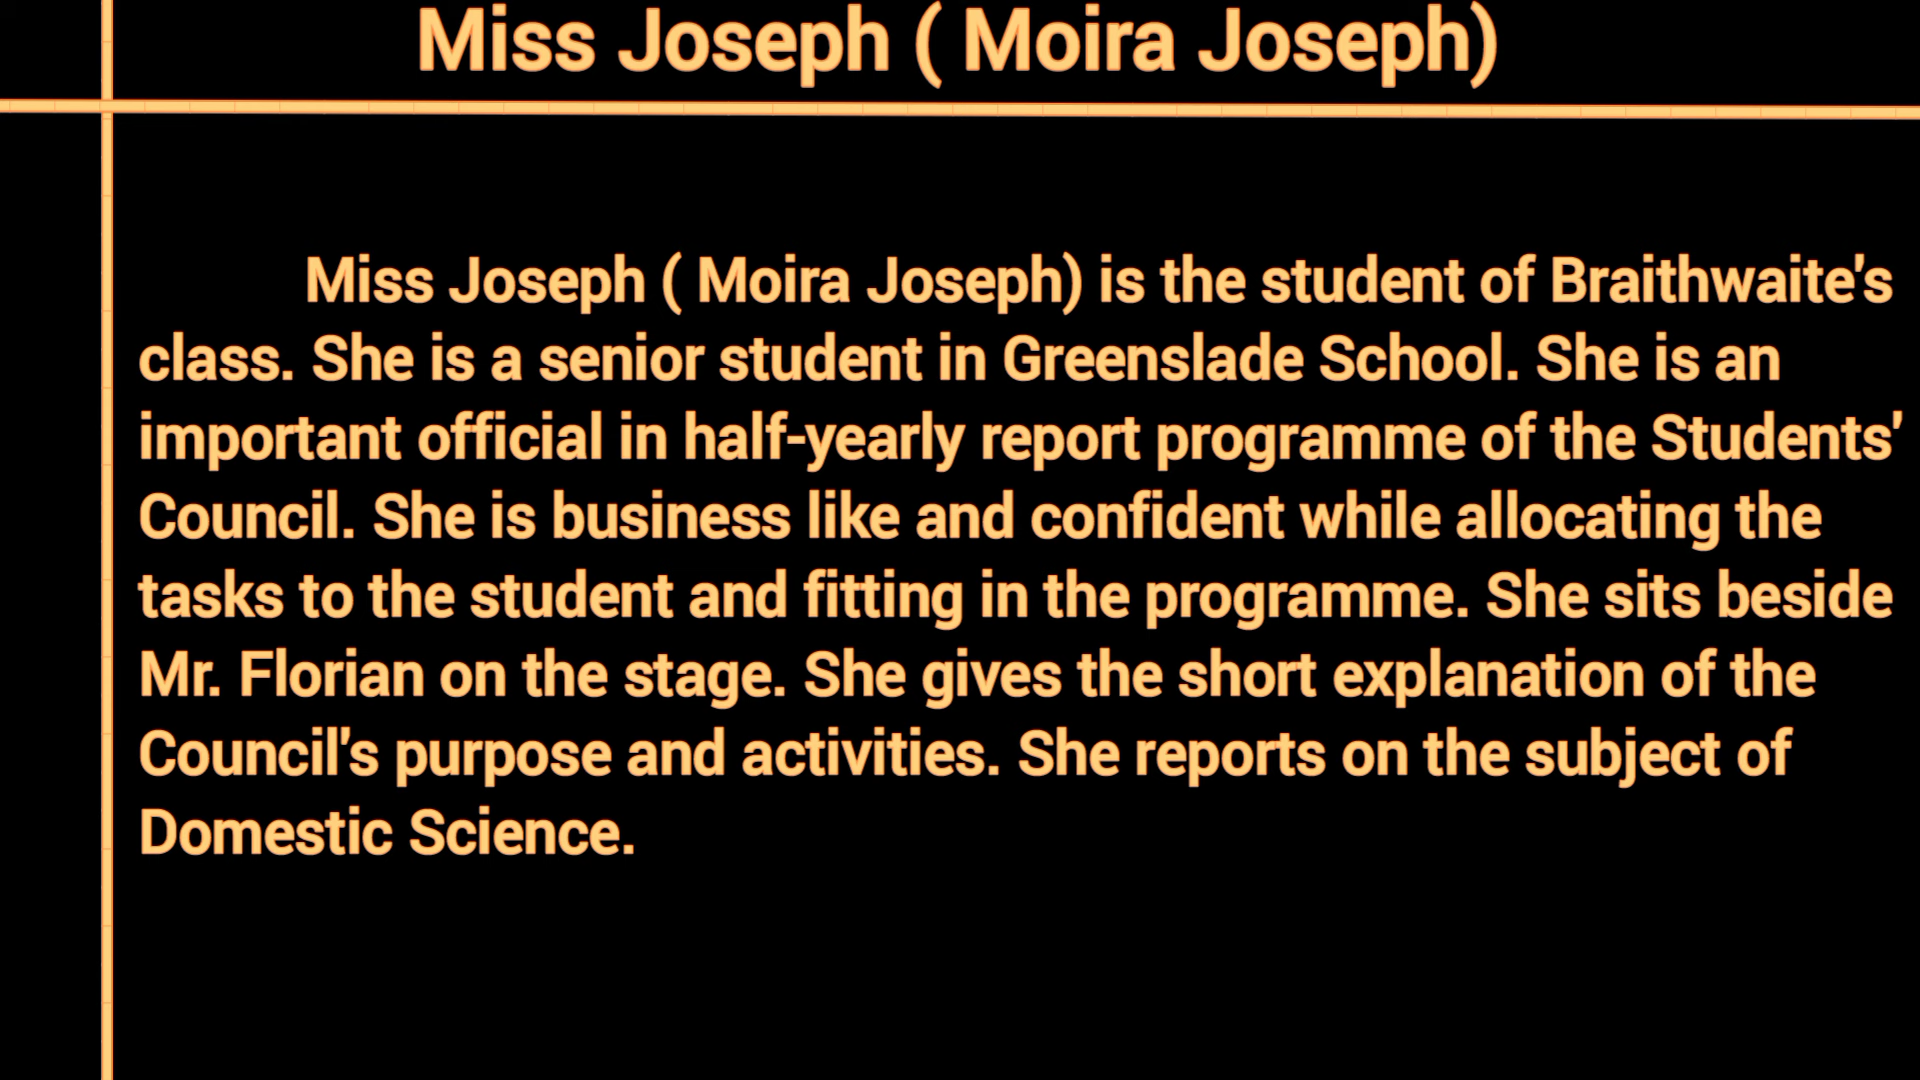 Miss Joseph ( Moira Joseph)
Miss Joseph ( Moira Joseph) is the student of Braithwaite's
class. She is a senior student in Greenslade School. She is an
important official in half-yearly report programme of the Students'
Council. She is business like and confident while allocating the
tasks to the student and fitting in the programme. She sits beside
Mr. Florian on the stage. She gives the short explanation of the
Council's purpose and activities. She reports on the subject of
Domestic Science.